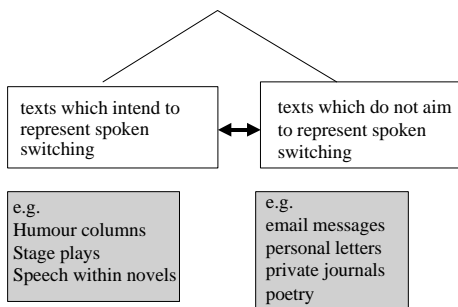 texts which intend to
represent spoken
switching
texts which do not aim
to represent spoken
switching
e.g.
Humour columns
Stage plays
Speech within novels
e.g.
email messages
personal letters
private journals
poetry